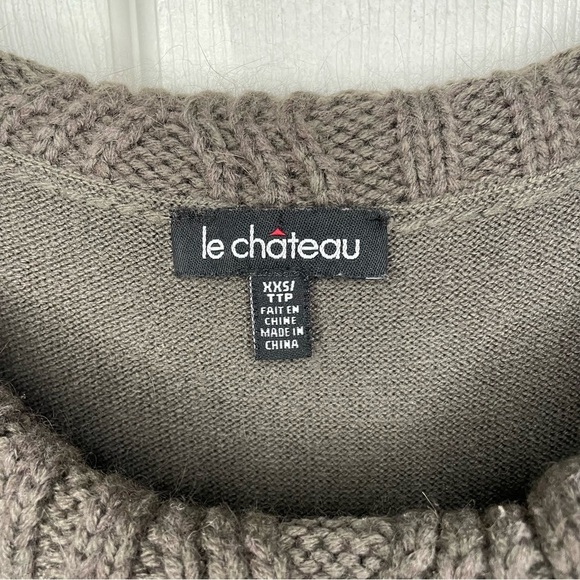 le château
XXS/
TTP
FAIT EN
CHINE
MADE IN
CHINA